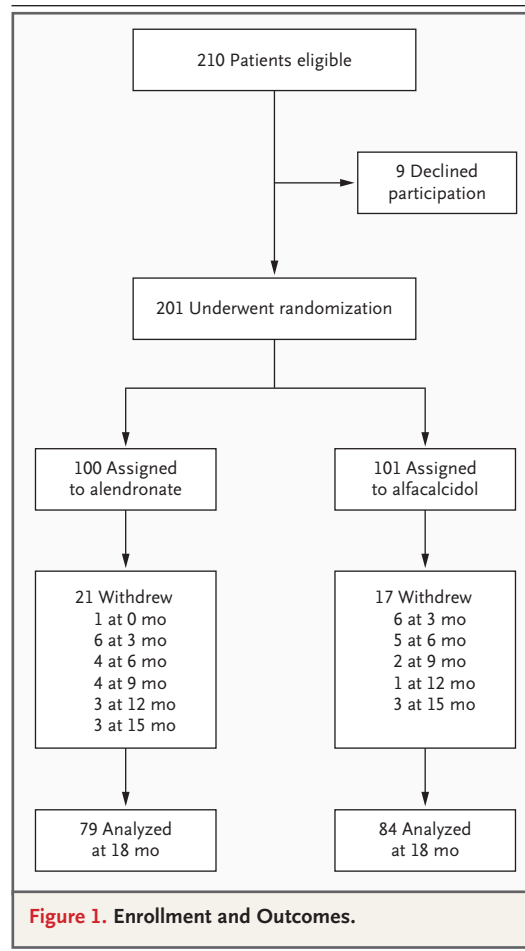 210 Patients eligible
9 Declined
participation
201 Underwent randomization
100 Assigned
to alendronate
101 Assigned
to alfacalcidol
21 Withdrew
1 at 0 mo
6 at 3 mo
4 at 6 mo
4 at 9 mo
3 at 12 mo
3 at 15 mo
17 Withdrew
6 at 3 mo
5 at 6 mo
2 at 9 mo
1 at 12 mo
3 at 15 mo
79 Analyzed
at 18 mo
84 Analyzed
at 18 mo
Figure 1. Enrollment and Outcomes.